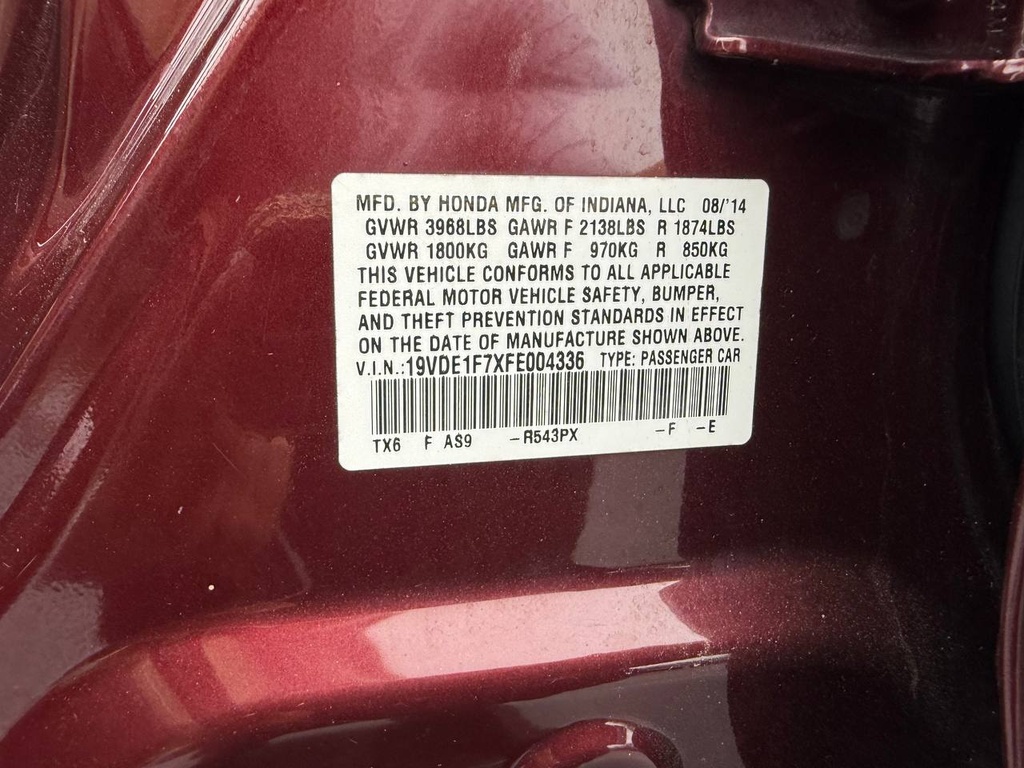 MFD. BY HONDA MFG. OF INDIANA, LLC 08/'14
GVWR 3968LBS GAWR F 2138LBS R 1874LBS
GVWR 1800KG GAWR F 970KG R 850KG
THIS VEHICLE CONFORMS TO ALL APPLICABLE
FEDERAL MOTOR VEHICLE SAFETY, BUMPER,
AND THEFT PREVENTION STANDARDS IN EFFECT
ON THE DATE OF MANUFACTURE SHOWN ABOVE.
V.I.N.:19VDE1F7XFE004336 TYPE: PASSENGER CAR
TX6 F AS9 –R543PX –F –E